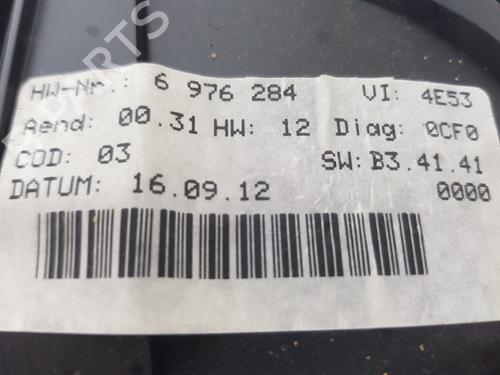 HW-Nr.: 6 976 284 VI: 4E53
Aend: 00.31 HW: 12 Diag: 0CF0
COD: 03 SW: B3.41.41
DATUM: 16.09.12 0000
PARTS